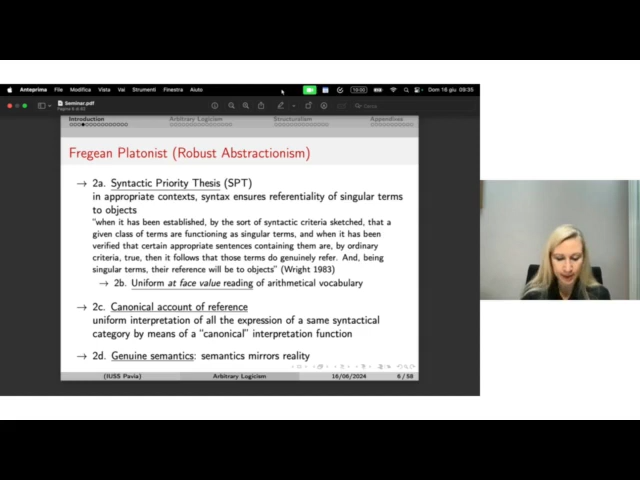 Anteprima File Modifica Vista Vai Strumenti Finestra Aiuto Dom 16 giu 09:35
Seminar.pdf
Cerca
Introduction Arbitrary Logicism Structuralism Appendices
Fregean Platonist (Robust Abstractionism)
→ 2a. Syntactic Priority Thesis (SPT)
in appropriate contexts, syntax ensures referentiality of singular terms
to objects
"when it has been established, by the sort of syntactic criteria sketched, that a
given class of terms are functioning as singular terms, and when it has been
verified that certain appropriate sentences containing them are, by ordinary
criteria, true, then it follows that those terms do genuinely refer. And, being
singular terms, their reference will be to objects" (Wright 1983)
→ 2b. Uniform at face value reading of arithmetical vocabulary
→ 2c. Canonical account of reference
uniform interpretation of all the expression of a same syntactical
category by means of a "canonical" interpretation function
→ 2d. Genuine semantics: semantics mirrors reality
(IUSS Pavia) Arbitrary Logicism 16/06/2024 6 / 58